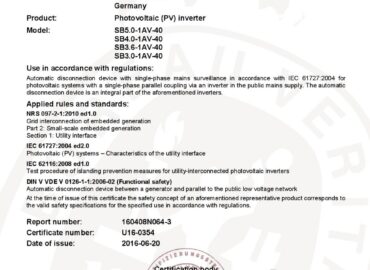 Germany
Product: Photovoltaic (PV) inverter
Model: SB5.0-1AV-40
SB4.0-1AV-40
SB3.6-1AV-40
SB3.0-1AV-40
Use in accordance with regulations:
Automatic disconnection device with single-phase mains surveillance in accordance with IEC 61727:2004 for
photovoltaic systems with a single-phase parallel coupling via an inverter in the public mains supply. The automatic
disconnection device is an integral part of the aforementioned inverters.
Applied rules and standards:
NRS 097-2-1:2010 ed1.0
Grid interconnection of embedded generation
Part 2: Small-scale embedded generation
Section 1: Utility interface
IEC 61727:2004 ed2.0
Photovoltaic (PV) systems – Characteristics of the utility interface
IEC 62116:2008 ed1.0
Test procedure of islanding prevention measures for utility-interconnected photovoltaic inverters
DIN V VDE V 0126-1-1:2006-02 (Functional safety)
Automatic disconnection device between a generator and parallel to the public low voltage network
At the time of issue of this certificate the safety concept of an aforementioned representative product corresponds to
the valid safety specifications for the specified use in accordance with regulations.
Report number: 160408N064-3
Certificate number: U16-0354
Date of issue: 2016-06-20
Certification body